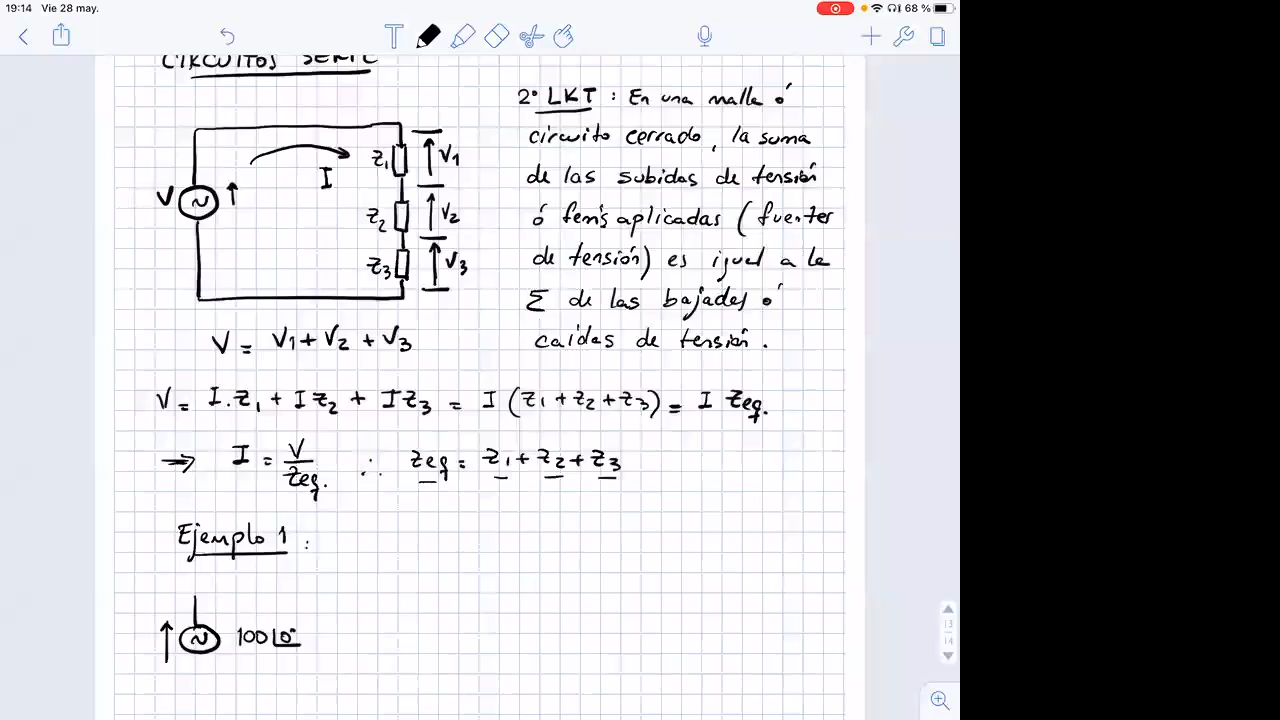 19:14 Vie 28 may.
68 %
CIRCUITOS SERIE
2° LKT : En una malla ó
circuito cerrado, la suma
de las subidas de tensión
ó fem's aplicadas (fuentes
de tensión) es igual a la
Σ de las bajadas ó
caídas de tensión.
V
I
Z1
V1
Z2
V2
Z3
V3
V = V1 + V2 + V3
V = I.Z1 + I Z2 + I Z3 = I (Z1 + Z2 + Z3) = I Zeq.
→ I = V / Zeq. ∴ Zeq = Z1 + Z2 + Z3
Ejemplo 1 :
100 ∠0°
13
14